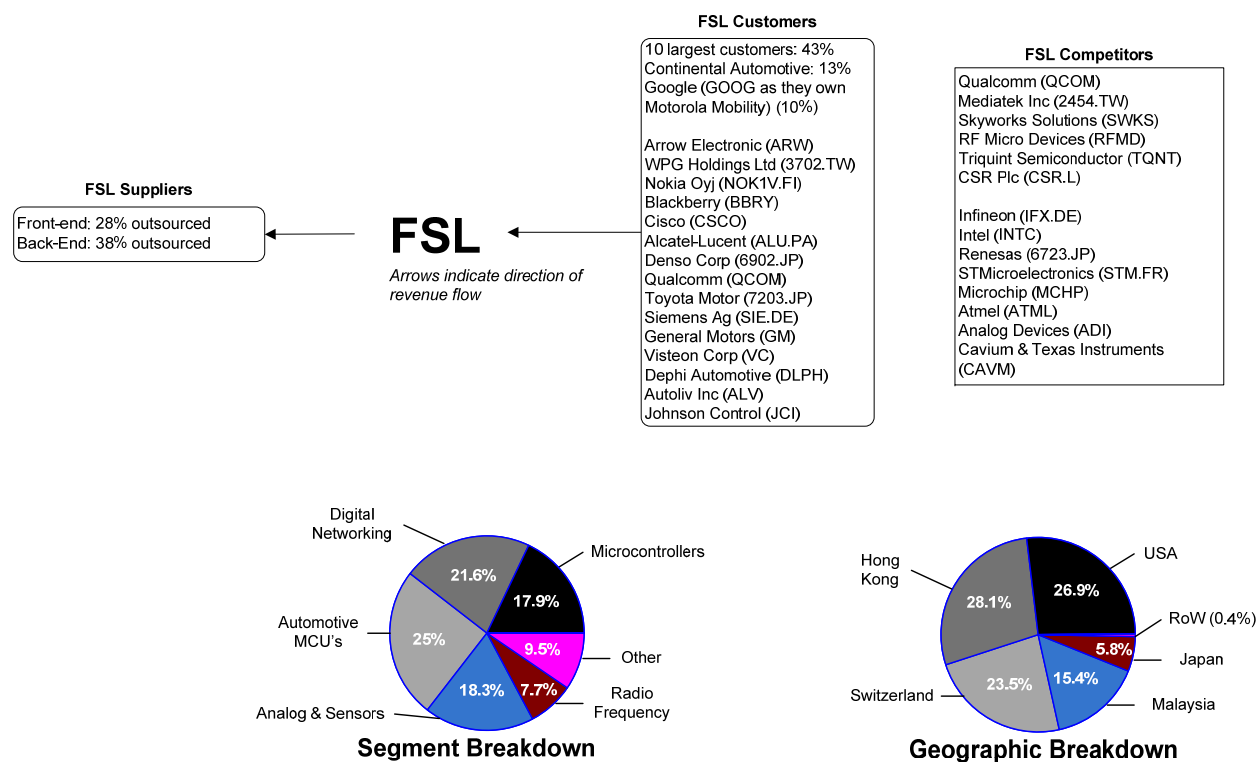 FSL Customers
10 largest customers: 43%
Continental Automotive: 13%
Google (GOOG as they own
Motorola Mobility) (10%)
Arrow Electronic (ARW)
WPG Holdings Ltd (3702.TW)
Nokia Oyj (NOK1V.FI)
Blackberry (BBRY)
Cisco (CSCO)
Alcatel-Lucent (ALU.PA)
Denso Corp (6902.JP)
Qualcomm (QCOM)
Toyota Motor (7203.JP)
Siemens Ag (SIE.DE)
General Motors (GM)
Visteon Corp (VC)
Dephi Automotive (DLPH)
Autoliv Inc (ALV)
Johnson Control (JCI)
FSL Competitors
Qualcomm (QCOM)
Mediatek Inc (2454.TW)
Skyworks Solutions (SWKS)
RF Micro Devices (RFMD)
Triquint Semiconductor (TQNT)
CSR Plc (CSR.L)
Infineon (IFX.DE)
Intel (INTC)
Renesas (6723.JP)
STMicroelectronics (STM.FR)
Microchip (MCHP)
Atmel (ATML)
Analog Devices (ADI)
Cavium & Texas Instruments
(CAVM)
FSL Suppliers
Front-end: 28% outsourced
Back-End: 38% outsourced
FSL
Arrows indicate direction of
revenue flow
Digital
Networking
Microcontrollers
21.6%
17.9%
Automotive
MCU's
25%
9.5%
Other
18.3%
7.7%
Radio
Frequency
Analog & Sensors
Segment Breakdown
Hong
Kong
USA
28.1%
26.9%
RoW (0.4%)
5.8%
Japan
Switzerland
23.5%
15.4%
Malaysia
Geographic Breakdown